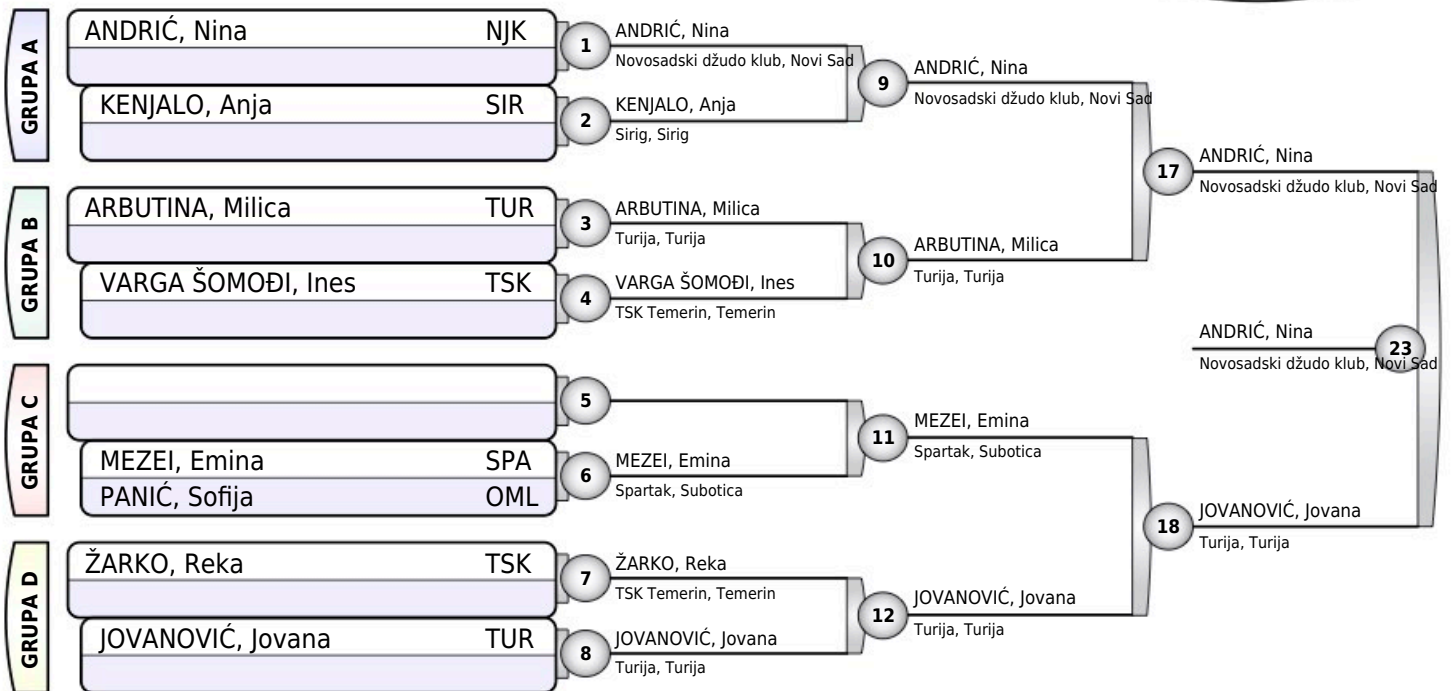 GRUPA A
ANDRIĆ, Nina NJK
KENJALO, Anja SIR
1
ANDRIĆ, Nina
Novosadski džudo klub, Novi Sad
2
KENJALO, Anja
Sirig, Sirig
9
ANDRIĆ, Nina
Novosadski džudo klub, Novi Sad
GRUPA B
ARBUTINA, Milica TUR
VARGA ŠOMOĐI, Ines TSK
3
ARBUTINA, Milica
Turija, Turija
4
VARGA ŠOMOĐI, Ines
TSK Temerin, Temerin
10
ARBUTINA, Milica
Turija, Turija
17
ANDRIĆ, Nina
Novosadski džudo klub, Novi Sad
GRUPA C
MEZEI, Emina SPA
PANIĆ, Sofija OML
5
6
MEZEI, Emina
Spartak, Subotica
11
MEZEI, Emina
Spartak, Subotica
GRUPA D
ŽARKO, Reka TSK
JOVANOVIĆ, Jovana TUR
7
ŽARKO, Reka
TSK Temerin, Temerin
8
JOVANOVIĆ, Jovana
Turija, Turija
12
JOVANOVIĆ, Jovana
Turija, Turija
18
JOVANOVIĆ, Jovana
Turija, Turija
ANDRIĆ, Nina
23
Novosadski džudo klub, Novi Sad